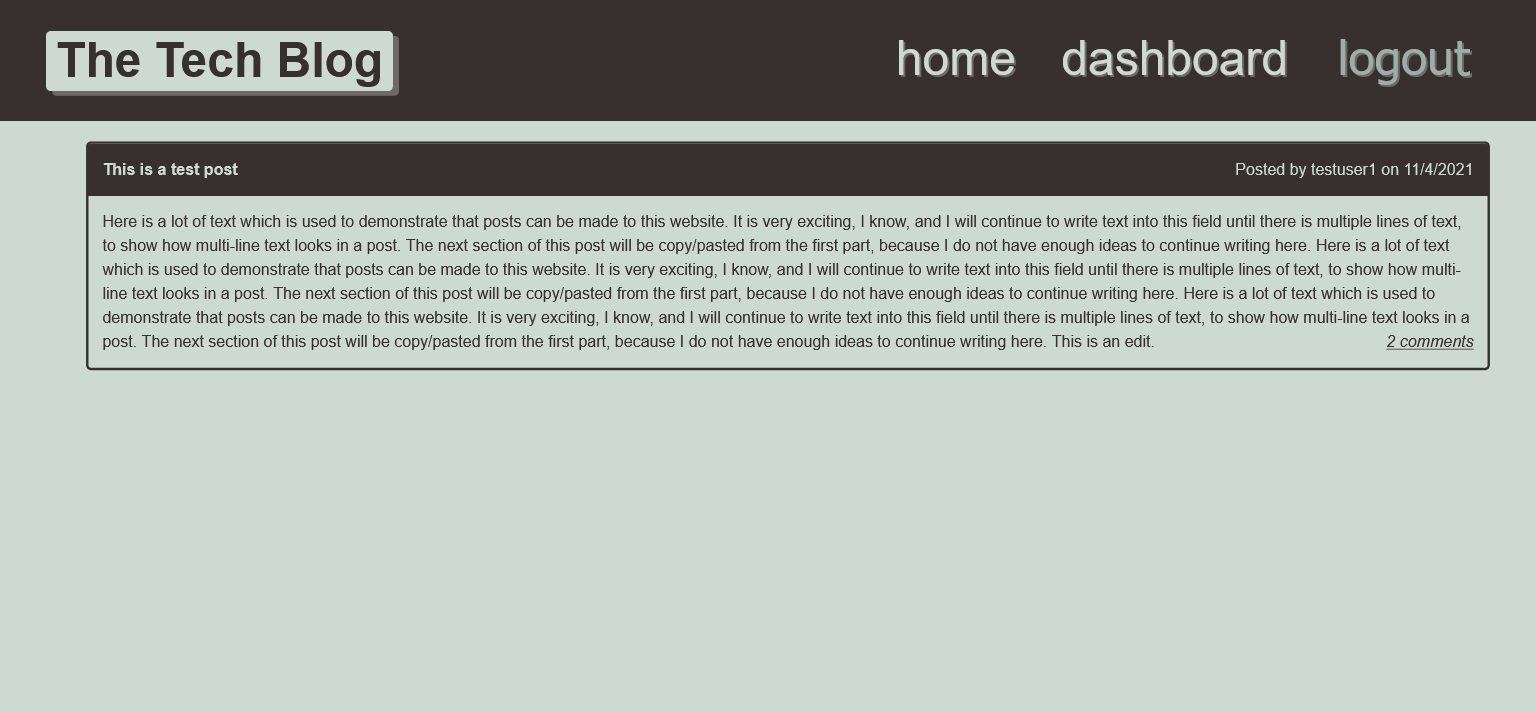 The Tech Blog
home dashboard logout
This is a test post
Posted by testuser1 on 11/4/2021
Here is a lot of text which is used to demonstrate that posts can be made to this website. It is very exciting, I know, and I will continue to write text into this field until there is multiple lines of text,
to show how multi-line text looks in a post. The next section of this post will be copy/pasted from the first part, because I do not have enough ideas to continue writing here. Here is a lot of text
which is used to demonstrate that posts can be made to this website. It is very exciting, I know, and I will continue to write text into this field until there is multiple lines of text, to show how multi-
line text looks in a post. The next section of this post will be copy/pasted from the first part, because I do not have enough ideas to continue writing here. Here is a lot of text which is used to
demonstrate that posts can be made to this website. It is very exciting, I know, and I will continue to write text into this field until there is multiple lines of text, to show how multi-line text looks in a
post. The next section of this post will be copy/pasted from the first part, because I do not have enough ideas to continue writing here. This is an edit.
2 comments